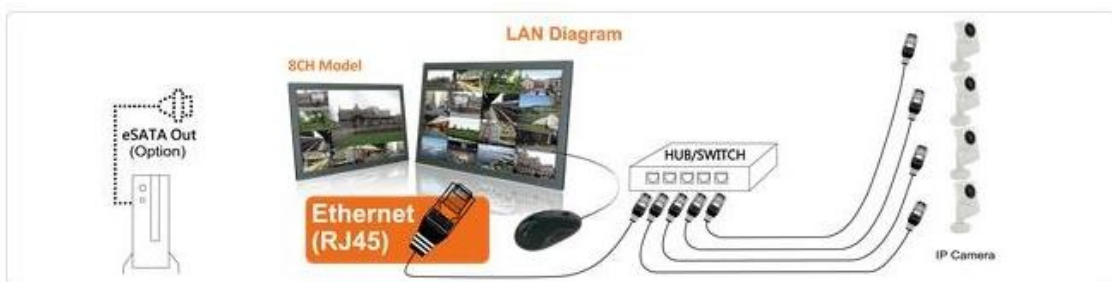 LAN Diagram
8CH Model
eSATA Out
(Option)
HUB/SWITCH
Ethernet
(RJ45)
IP Camera